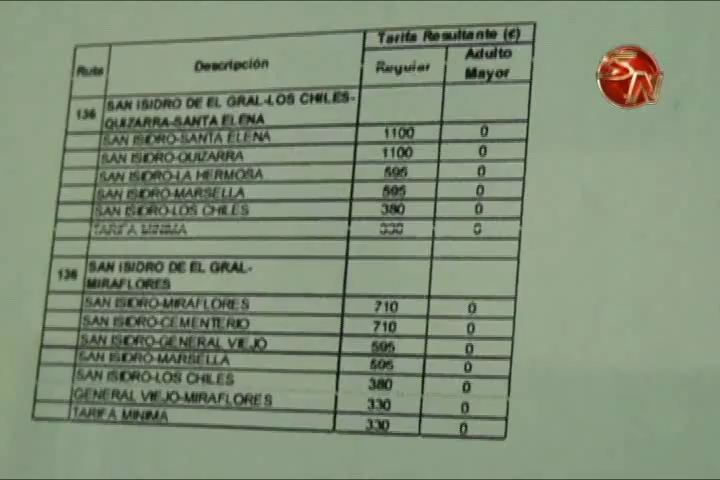 Tarifa Resultante (¢)
Ruta Descripción Regular Adulto Mayor
136 SAN ISIDRO DE EL GRAL-LOS CHILES-
QUIZARRA-SANTA ELENA
SAN ISIDRO-SANTA ELENA 1100 0
SAN ISIDRO-QUIZARRA 1100 0
SAN ISIDRO-LA HERMOSA 595 0
SAN ISIDRO-MARSELLA 595 0
SAN ISIDRO-LOS CHILES 380 0
TARIFA MINIMA 330 0
136 SAN ISIDRO DE EL GRAL-
MIRAFLORES
SAN ISIDRO-MIRAFLORES 710 0
SAN ISIDRO-CEMENTERIO 710 0
SAN ISIDRO-GENERAL VIEJO 595 0
SAN ISIDRO-MARSELLA 595 0
SAN ISIDRO-LOS CHILES 380 0
GENERAL VIEJO-MIRAFLORES 330 0
TARIFA MINIMA 330 0